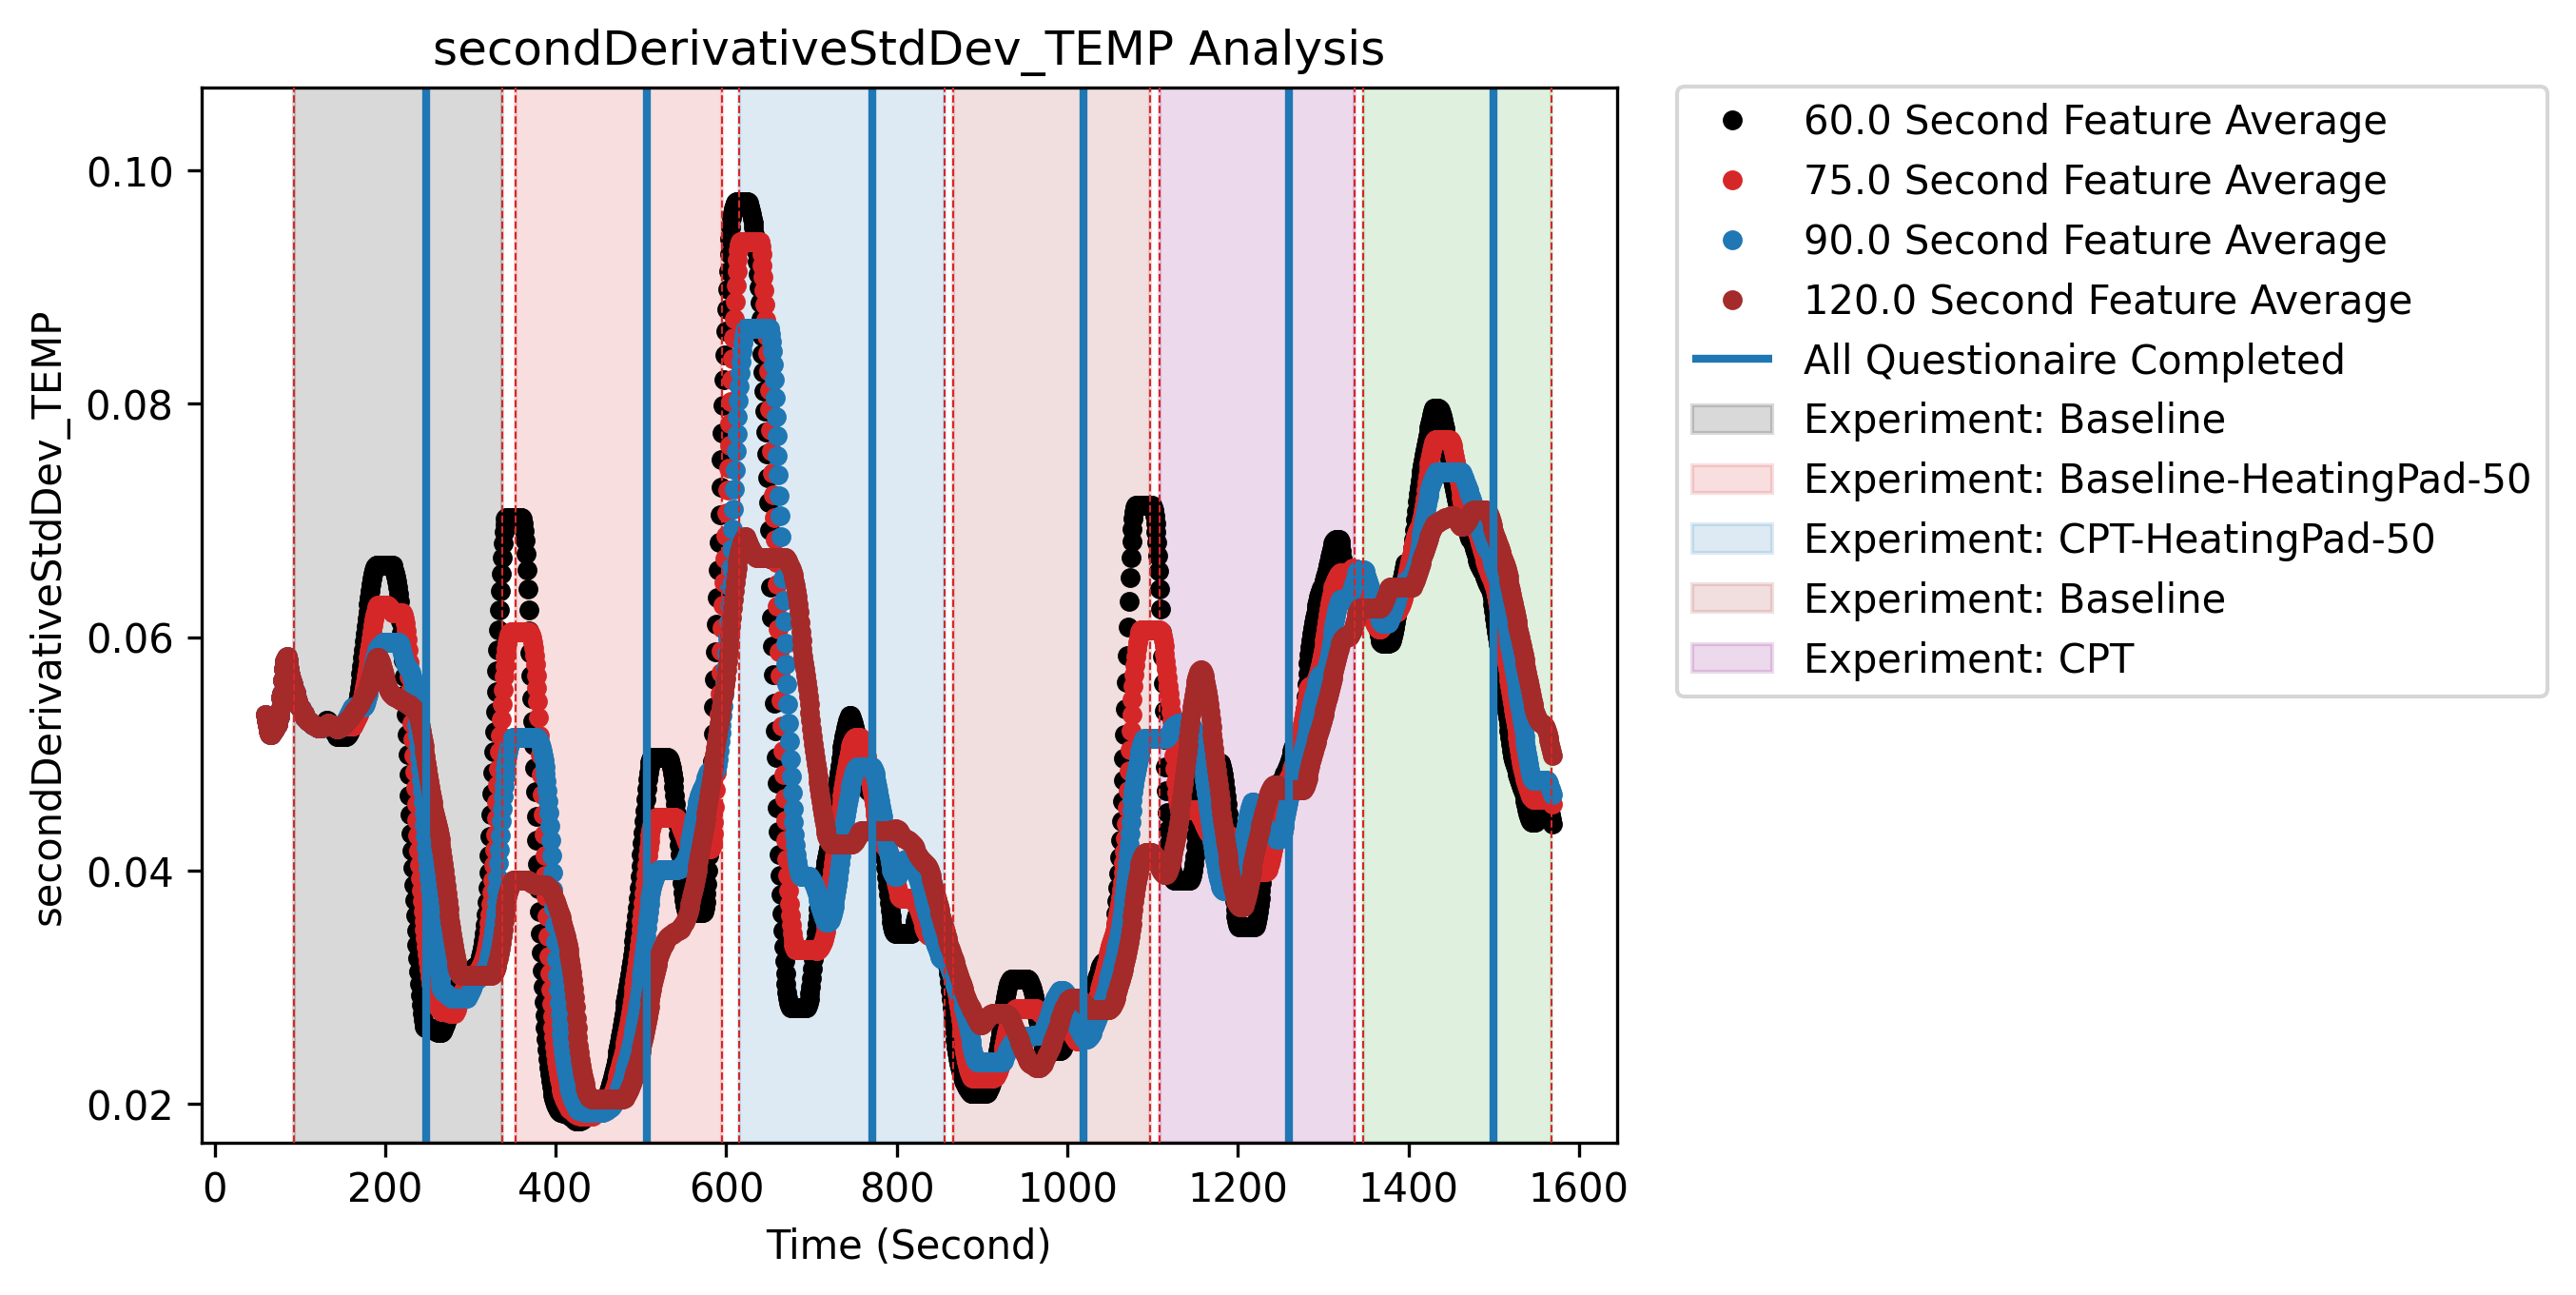 secondDerivativeStdDev_TEMP Analysis
secondDerivativeStdDev_TEMP
0.10
0.08
0.06
0.04
0.02
0 200 400 600 800 1000 1200 1400 1600
Time (Second)
60.0 Second Feature Average
75.0 Second Feature Average
90.0 Second Feature Average
120.0 Second Feature Average
All Questionaire Completed
Experiment: Baseline
Experiment: Baseline-HeatingPad-50
Experiment: CPT-HeatingPad-50
Experiment: Baseline
Experiment: CPT